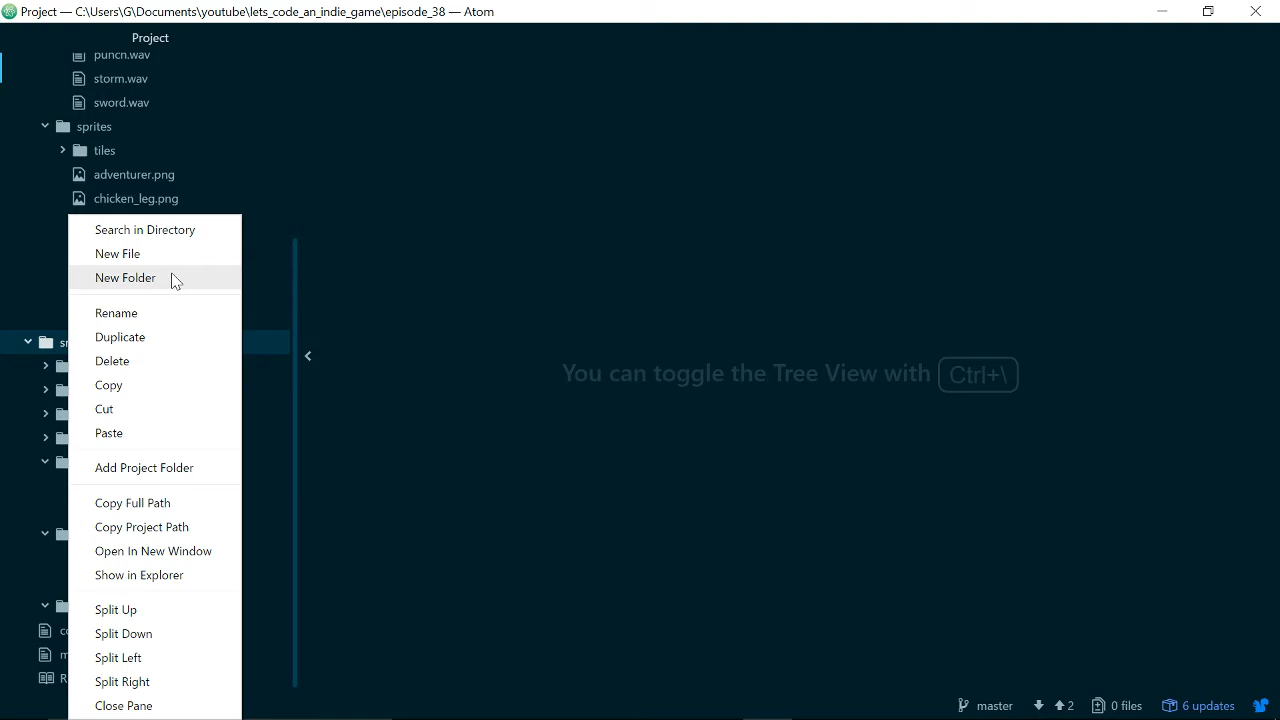 Project — C:\Users\G\Documents\youtube\lets_code_an_indie_game\episode_38 — Atom
Project
punch.wav
storm.wav
sword.wav
sprites
tiles
adventurer.png
chicken_leg.png
Search in Directory
New File
New Folder
Rename
Duplicate
Delete
Copy
Cut
Paste
Add Project Folder
Copy Full Path
Copy Project Path
Open In New Window
Show in Explorer
Split Up
Split Down
Split Left
Split Right
Close Pane
You can toggle the Tree View with Ctrl+\
master
2
0 files
6 updates